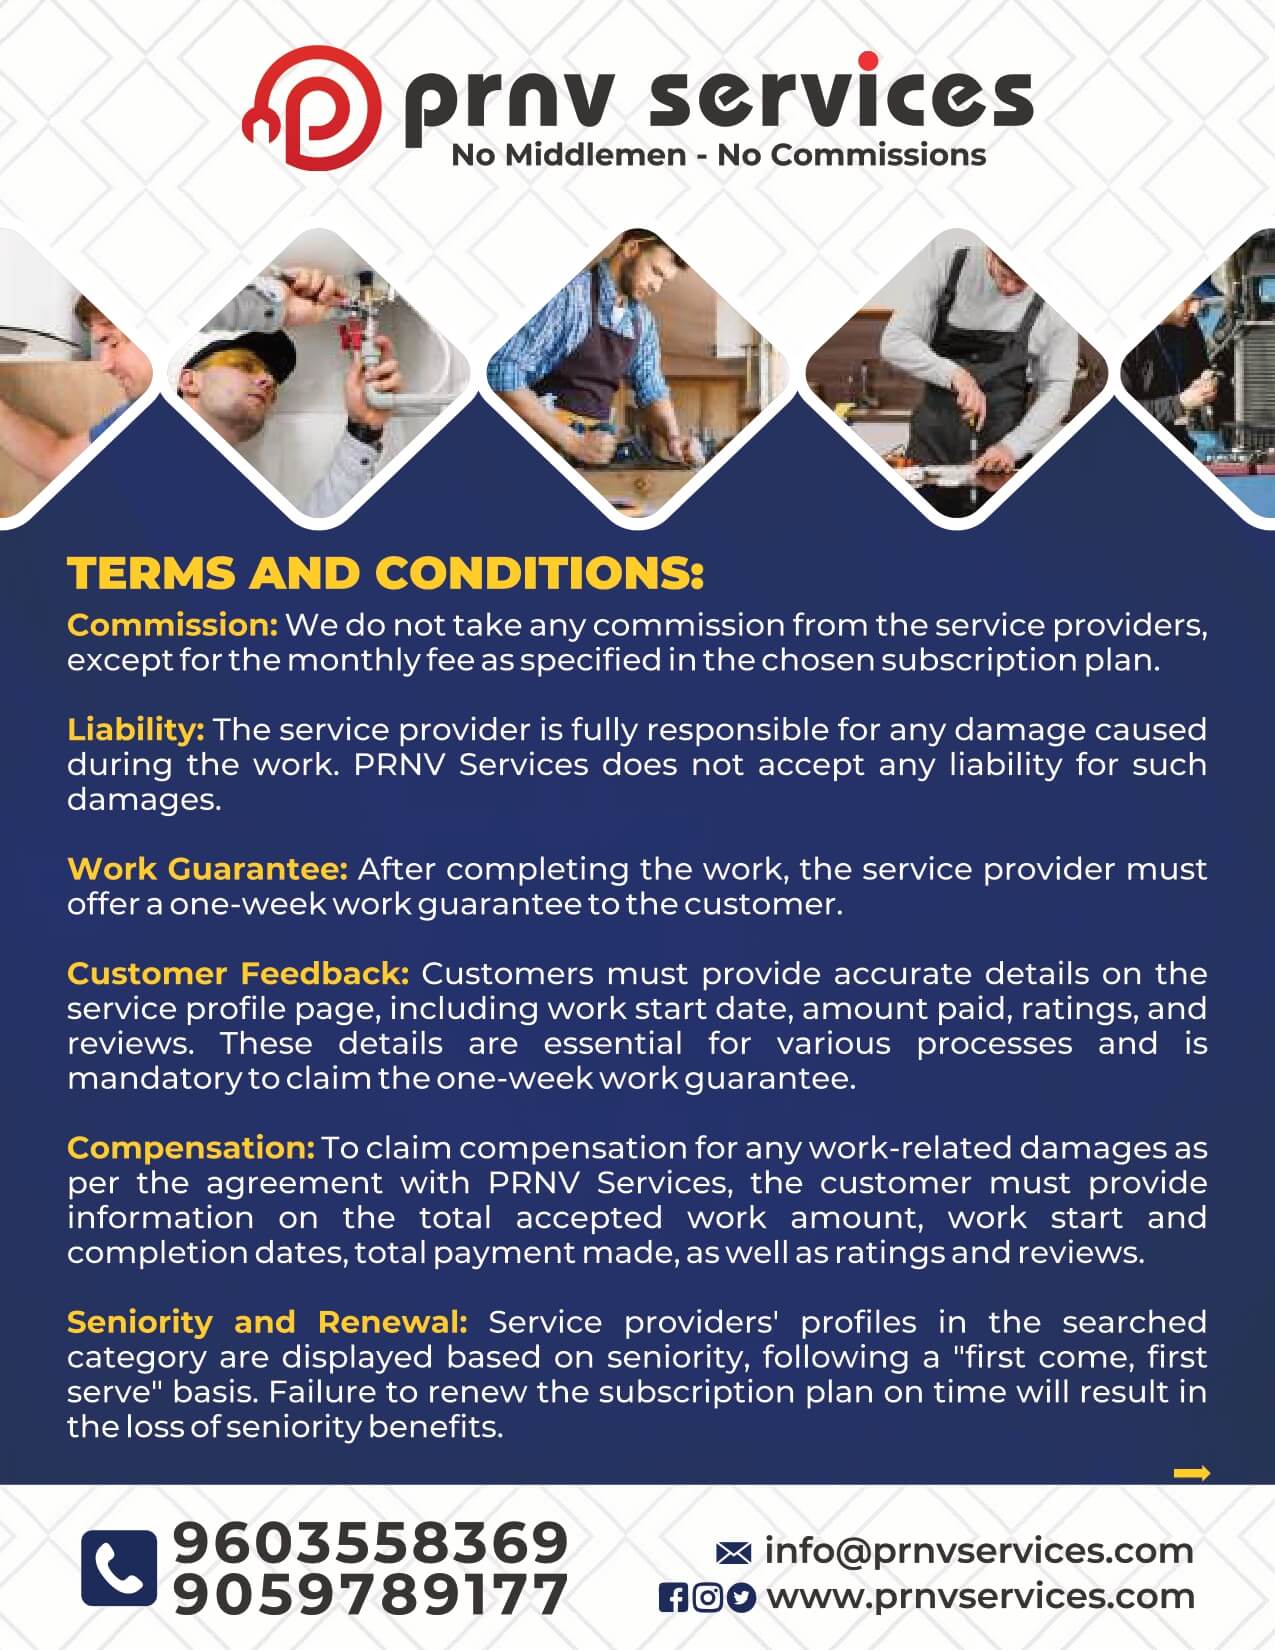 prnv services
No Middlemen - No Commissions
TERMS AND CONDITIONS:
Commission: We do not take any commission from the service providers,
except for the monthly fee as specified in the chosen subscription plan.
Liability: The service provider is fully responsible for any damage caused
during the work. PRNV Services does not accept any liability for such
damages.
Work Guarantee: After completing the work, the service provider must
offer a one-week work guarantee to the customer.
Customer Feedback: Customers must provide accurate details on the
service profile page, including work start date, amount paid, ratings, and
reviews. These details are essential for various processes and is
mandatory to claim the one-week work guarantee.
Compensation: To claim compensation for any work-related damages as
per the agreement with PRNV Services, the customer must provide
information on the total accepted work amount, work start and
completion dates, total payment made, as well as ratings and reviews.
Seniority and Renewal: Service providers' profiles in the searched
category are displayed based on seniority, following a "first come, first
serve" basis. Failure to renew the subscription plan on time will result in
the loss of seniority benefits.
9603558369
9059789177
info@prnvservices.com
www.prnvservices.com